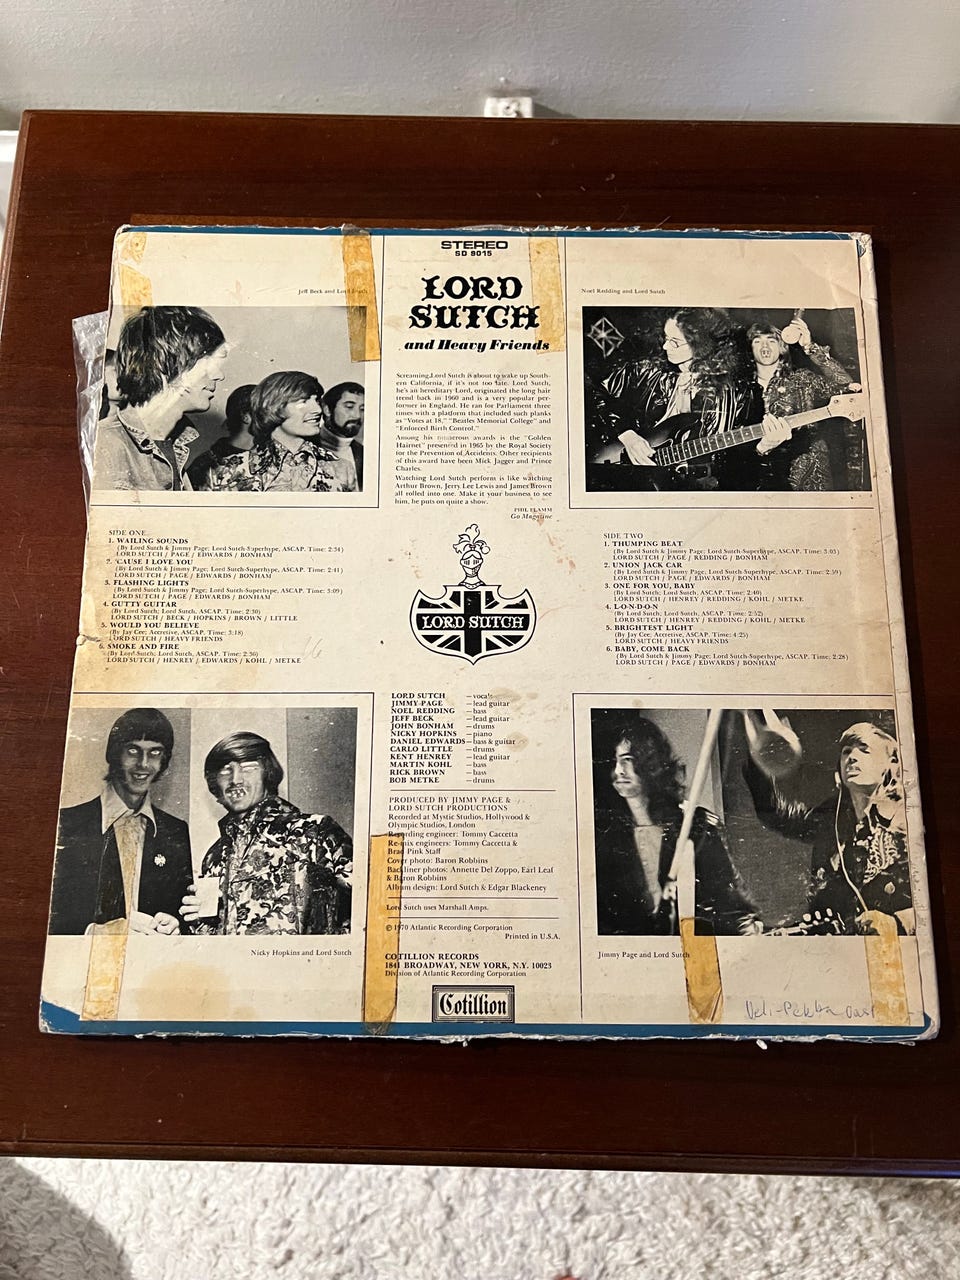 STEREO
SD 9015
LORD
SUTCH
and Heavy Friends
Jeff Beck and Lord Sutch
Noel Redding and Lord Sutch
Screaming Lord Sutch is about to wake up South-
ern California, if it's not too late. Lord Sutch,
he's an hereditary Lord, originated the long hair
trend back in 1960 and is a very popular per-
former in England. He ran for Parliament three
times with a platform that included such planks
as "Votes at 18," "Beatles Memorial College" and
"Enforced Birth Control."
Among his numerous awards is the "Golden
Hairnet" presented in 1965 by the Royal Society
for the Prevention of Accidents. Other recipients
of this award have been Mick Jagger and Prince
Charles.
Watching Lord Sutch perform is like watching
Arthur Brown, Jerry Lee Lewis and James Brown
all rolled into one. Make it your business to see
him, he puts on quite a show.
PHIL FLAMM
Go Magazine
SIDE ONE
1. WAILING SOUNDS
(By Lord Sutch & Jimmy Page; Lord Sutch-Superhype, ASCAP. Time: 2:34)
LORD SUTCH / PAGE / EDWARDS / BONHAM
2. 'CAUSE I LOVE YOU
(By Lord Sutch & Jimmy Page; Lord Sutch-Superhype, ASCAP. Time: 2:41)
LORD SUTCH / PAGE / EDWARDS / BONHAM
3. FLASHING LIGHTS
(By Lord Sutch & Jimmy Page; Lord Sutch-Superhype, ASCAP. Time: 3:09)
LORD SUTCH / PAGE / EDWARDS / BONHAM
4. GUTTY GUITAR
(By Lord Sutch; Lord Sutch, ASCAP. Time: 2:30)
LORD SUTCH / BECK / HOPKINS / BROWN / LITTLE
5. WOULD YOU BELIEVE
(By Jay Cee; Accretive, ASCAP. Time: 3:18)
LORD SUTCH / HEAVY FRIENDS
6. SMOKE AND FIRE
(By Lord Sutch; Lord Sutch, ASCAP. Time: 2:36)
LORD SUTCH / HENREY / EDWARDS / KOHL / METKE
LORD SUTCH
SIDE TWO
1. THUMPING BEAT
(By Lord Sutch & Jimmy Page; Lord Sutch-Superhype, ASCAP. Time: 3:03)
LORD SUTCH / PAGE / REDDING / BONHAM
2. UNION JACK CAR
(By Lord Sutch & Jimmy Page; Lord Sutch-Superhype, ASCAP. Time: 2:59)
LORD SUTCH / PAGE / EDWARDS / BONHAM
3. ONE FOR YOU, BABY
(By Lord Sutch; Lord Sutch, ASCAP. Time: 2:40)
LORD SUTCH / HENREY / REDDING / KOHL / METKE
4. L-O-N-D-O-N
(By Lord Sutch; Lord Sutch, ASCAP. Time: 2:52)
LORD SUTCH / HENREY / REDDING / KOHL / METKE
5. BRIGHTEST LIGHT
(By Jay Cee; Accretive, ASCAP. Time: 4:25)
LORD SUTCH / HEAVY FRIENDS
6. BABY, COME BACK
(By Lord Sutch & Jimmy Page; Lord Sutch-Superhype, ASCAP. Time: 2:28)
LORD SUTCH / PAGE / EDWARDS / BONHAM
LORD SUTCH — vocals
JIMMY PAGE — lead guitar
NOEL REDDING — bass
JEFF BECK — lead guitar
JOHN BONHAM — drums
NICKY HOPKINS — piano
DANIEL EDWARDS — bass & guitar
CARLO LITTLE — drums
KENT HENREY — lead guitar
MARTIN KOHL — bass
RICK BROWN — bass
BOB METKE — drums
PRODUCED BY JIMMY PAGE &
LORD SUTCH PRODUCTIONS
Recorded at Mystic Studios, Hollywood &
Olympic Studios, London
Recording engineer: Tommy Caccetta
Re-mix engineers: Tommy Caccetta &
Brad Pink Staff
Cover photo: Baron Robbins
Backliner photos: Annette Del Zoppo, Earl Leaf
& Baron Robbins
Album design: Lord Sutch & Edgar Blackeney
Lord Sutch uses Marshall Amps.
© 1970 Atlantic Recording Corporation
Printed in U.S.A.
COTILLION RECORDS
1841 BROADWAY, NEW YORK, N.Y. 10023
Division of Atlantic Recording Corporation
Cotillion
Nicky Hopkins and Lord Sutch
Jimmy Page and Lord Sutch
Veli-Pekka